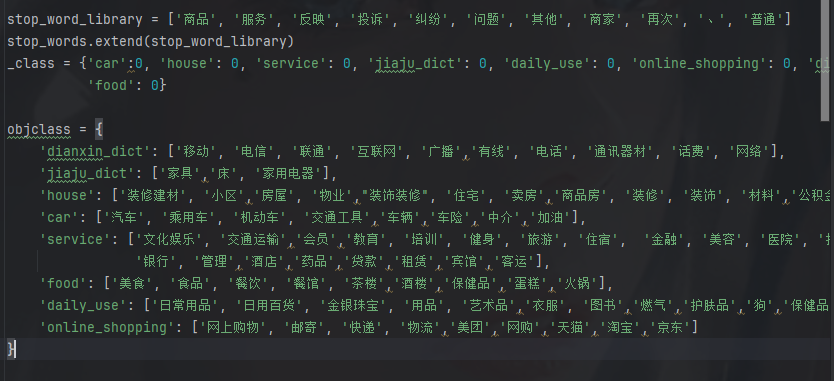 stop_word_library = ['商品', '服务', '反映', '投诉', '纠纷', '问题', '其他', '商家', '再次', '、', '普通']
stop_words.extend(stop_word_library)
_class = {'car':0, 'house': 0, 'service': 0, 'jiaju_dict': 0, 'daily_use': 0, 'online_shopping': 0, 'di
'food': 0}
objclass = {
'dianxin_dict': ['移动', '电信', '联通', '互联网', '广播','有线', '电话', '通讯器材', '话费', '网络'],
'jiaju_dict': ['家具','床', '家用电器'],
'house': ['装修建材', '小区','房屋', '物业',"装饰装修", '住宅', '卖房','商品房', '装修', '装饰', '材料','公积金
'car': ['汽车', '乘用车', '机动车', '交通工具','车辆','车险','中介','加油'],
'service': ['文化娱乐', '交通运输','会员','教育', '培训', '健身', '旅游', '住宿', '金融', '美容', '医院',
'银行', '管理','酒店','药品','贷款','租赁','宾馆','客运'],
'food': ['美食', '食品', '餐饮', '餐馆', '茶楼','酒楼','保健品','蛋糕','火锅'],
'daily_use': ['日常用品', '日用百货', '金银珠宝', '用品', '艺术品','衣服', '图书','燃气','护肤品','狗','保健品
'online_shopping': ['网上购物', '邮寄', '快递', '物流','美团','网购','天猫','淘宝','京东']
}